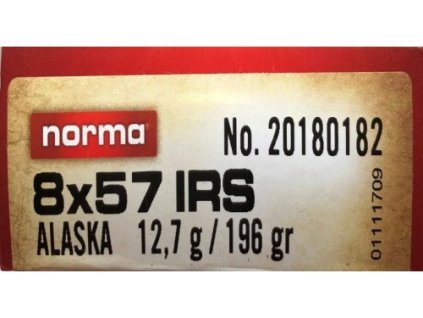 norma
No. 20180182
8x57 IRS
ALASKA 12,7 g / 196 gr
01111709